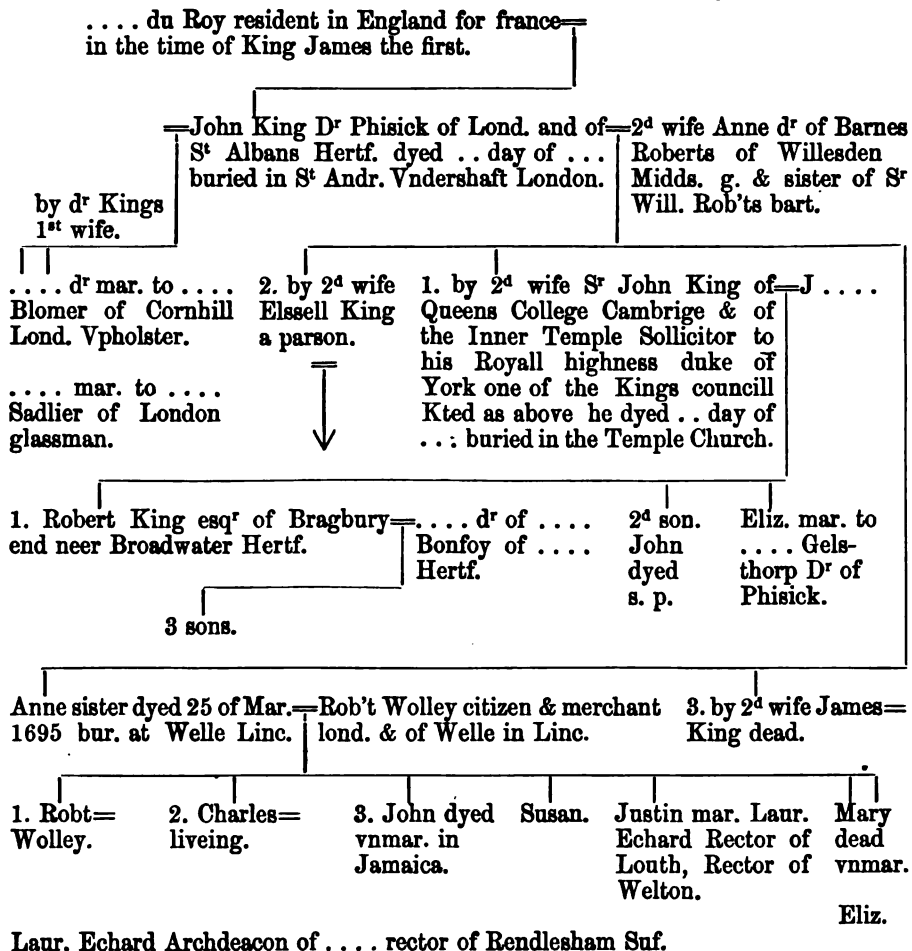 .... du Roy resident in England for france=
in the time of King James the first.
=John King Dʳ Phisick of Lond. and of=
Sᵗ Albans Hertf. dyed .. day of ...
buried in Sᵗ Andr. Vndershaft London.
2ᵈ wife Anne dʳ of Barnes
Roberts of Willesden
Midds. g. & sister of Sʳ
Will. Rob'ts bart.
by dʳ Kings
1ˢᵗ wife.
.... dʳ mar. to ....
Blomer of Cornhill
Lond. Vpholster.
.... mar. to ....
Sadlier of London
glassman.
2. by 2ᵈ wife
Elssell King
a parson.
=
1. by 2ᵈ wife Sʳ John King of=J ....
Queens College Cambrige & of
the Inner Temple Sollicitor to
his Royall highness duke of
York one of the Kings councill
Kted as above he dyed .. day of
..: buried in the Temple Church.
1. Robert King esqʳ of Bragbury=
end neer Broadwater Hertf.
.... dʳ of ....
Bonfoy of ....
Hertf.
2ᵈ son.
John
dyed
s. p.
Eliz. mar. to
.... Gels-
thorp Dʳ of
Phisick.
3 sons.
Anne sister dyed 25 of Mar.=
1695 bur. at Welle Linc.
Rob't Wolley citizen & merchant
lond. & of Welle in Linc.
3. by 2ᵈ wife James=
King dead.
1. Robt=
Wolley.
2. Charles=
liveing.
3. John dyed
vnmar. in
Jamaica.
Susan.
Justin mar. Laur.
Echard Rector of
Louth, Rector of
Welton.
Mary
dead
vnmar.
Eliz.
Laur. Echard Archdeacon of .... rector of Rendlesham Suf.